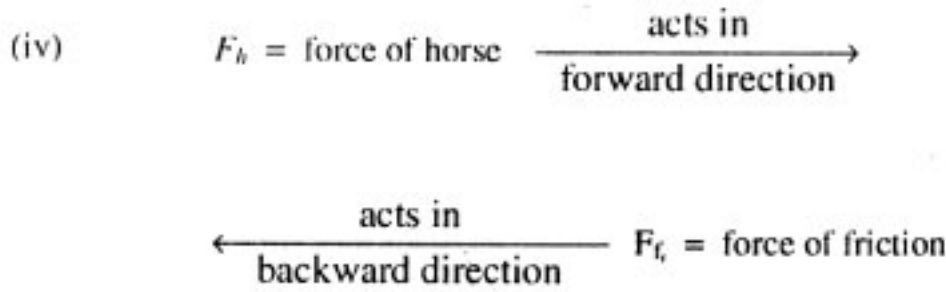 acts in
(iv) F_h = force of horse ⟶
forward direction
acts in
⟵ F_f, = force of friction
backward direction